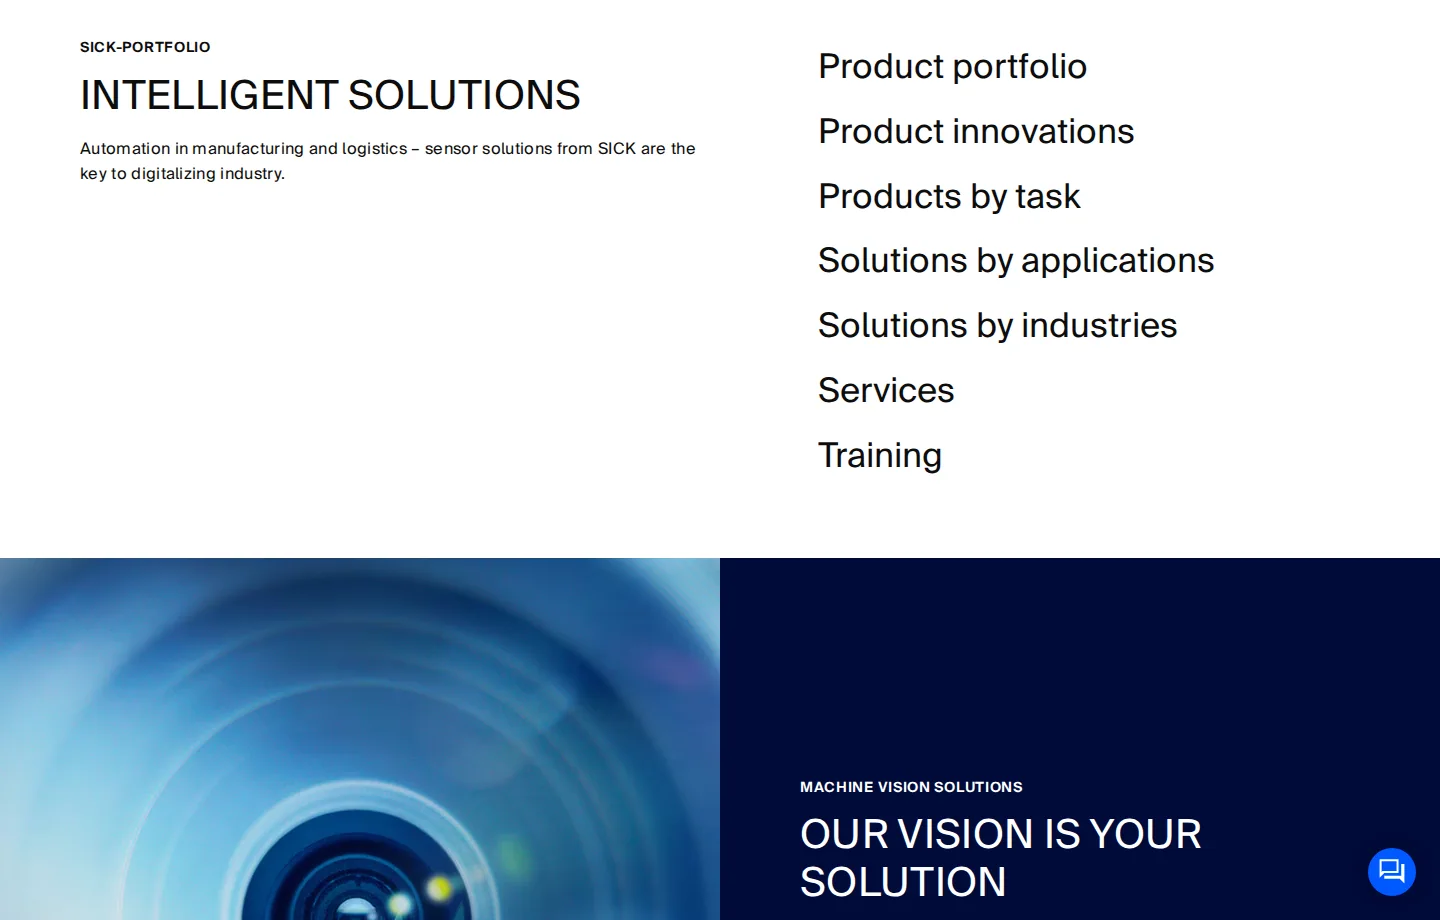 SICK-PORTFOLIO
INTELLIGENT SOLUTIONS
Automation in manufacturing and logistics – sensor solutions from SICK are the
key to digitalizing industry.
Product portfolio
Product innovations
Products by task
Solutions by applications
Solutions by industries
Services
Training
MACHINE VISION SOLUTIONS
OUR VISION IS YOUR
SOLUTION